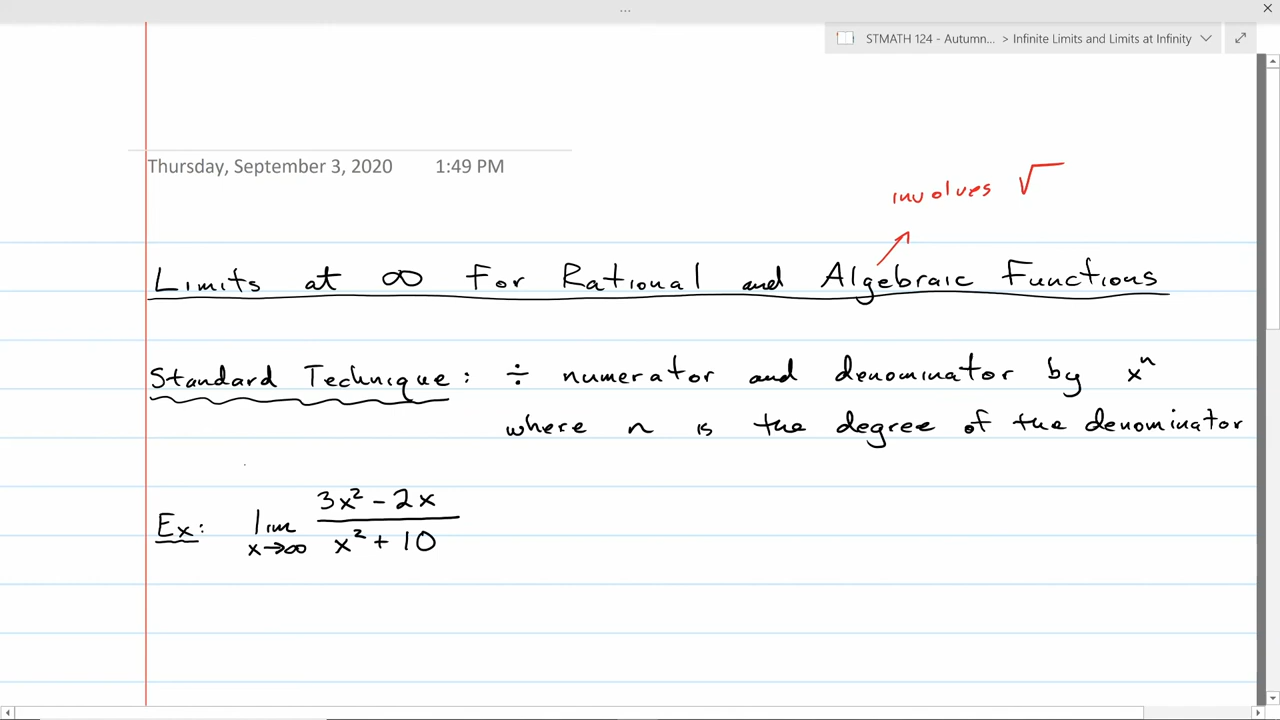 ...
STMATH 124 - Autumn... > Infinite Limits and Limits at Infinity
Thursday, September 3, 2020 1:49 PM
involves √
Limits at ∞ For Rational and Algebraic Functions
Standard Technique: ÷ numerator and denominator by xⁿ
where n is the degree of the denominator
3x² - 2x
Ex: lim
x→∞ x² + 10